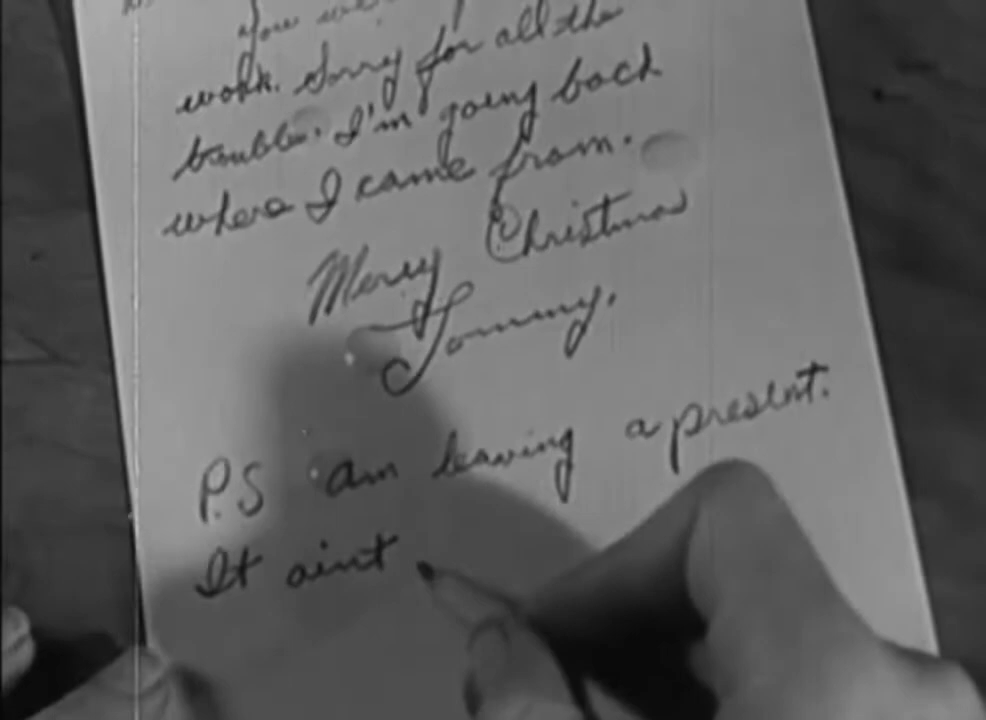 work. Sorry for all the
trouble. I'm going back
where I came from.
Merry Christmas
Tommy.
P.S am leaving a present.
It aint